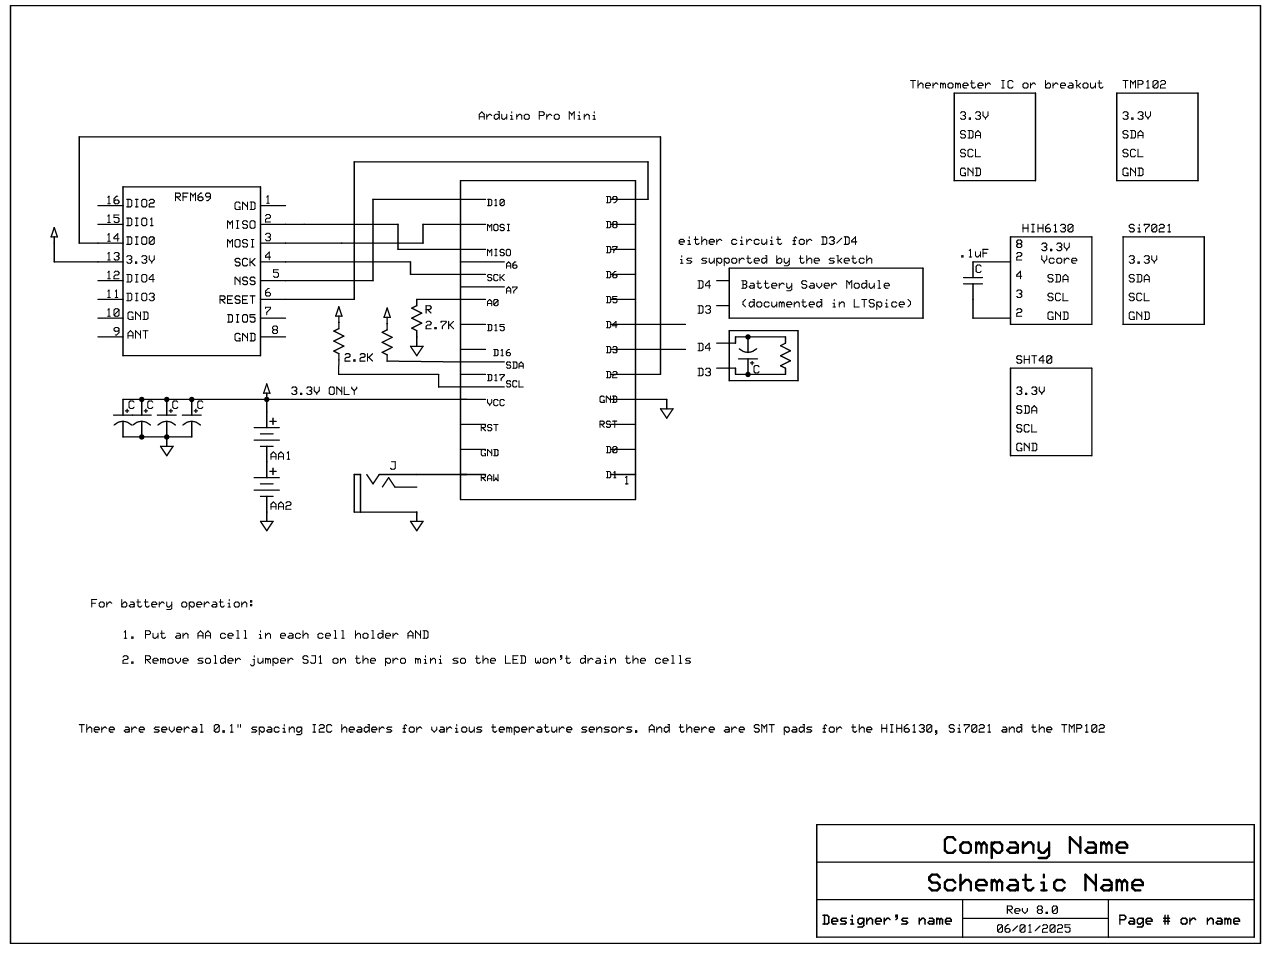 Thermometer IC or breakout
3.3V
SDA
SCL
GND
TMP102
3.3V
SDA
SCL
GND
Arduino Pro Mini
RFM69
16 DIO2
15 DIO1
14 DIO0
13 3.3V
12 DIO4
11 DIO3
10 GND
9 ANT
GND 1
MISO 2
MOSI 3
SCK 4
NSS 5
RESET 6
DIO5 7
GND 8
D10
MOSI
MISO
A6
SCK
A7
A0
D15
D16
SDA
D17
SCL
VCC
RST
GND
RAW
D9
D8
D7
D6
D5
D4
D3
D2
GND
RST
D0
D1
1
R
2.7K
2.2K
3.3V ONLY
+C
+C
+C
+C
+
AA1
+
AA2
J
either circuit for D3/D4
is supported by the sketch
D4
D3
Battery Saver Module
(documented in LTSpice)
D4
D3
+C
HIH6130
8 3.3V
2 Vcore
4 SDA
3 SCL
2 GND
.1uF
C
Si7021
3.3V
SDA
SCL
GND
SHT40
3.3V
SDA
SCL
GND
For battery operation:
1. Put an AA cell in each cell holder AND
2. Remove solder jumper SJ1 on the pro mini so the LED won't drain the cells
There are several 0.1" spacing I2C headers for various temperature sensors. And there are SMT pads for the HIH6130, Si7021 and the TMP102
Company Name
Schematic Name
Designer's name
Rev 8.0
06/01/2025
Page # or name